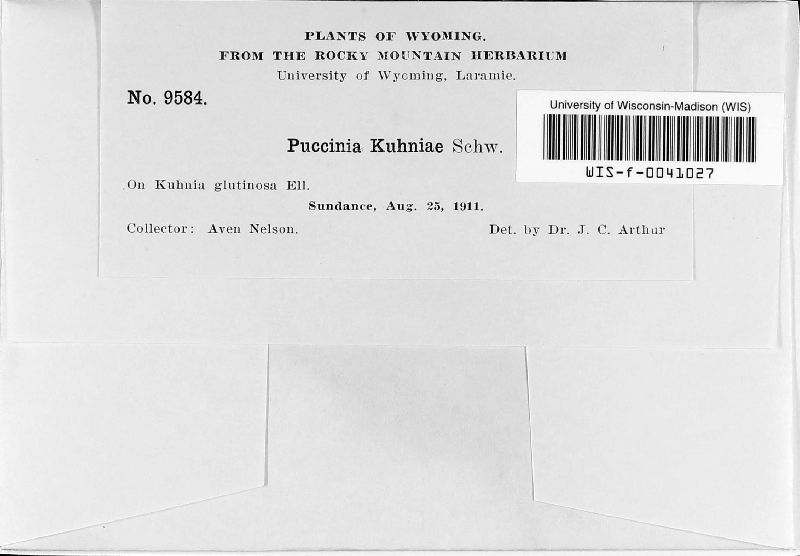 PLANTS OF WYOMING.
FROM THE ROCKY MOUNTAIN HERBARIUM
University of Wyoming, Laramie.
No. 9584.
University of Wisconsin-Madison (WIS)
WIS-f-0041027
Puccinia Kuhniae Schw.
On Kuhnia glutinosa Ell.
Sundance, Aug. 25, 1911.
Collector: Aven Nelson. Det. by Dr. J. C. Arthur